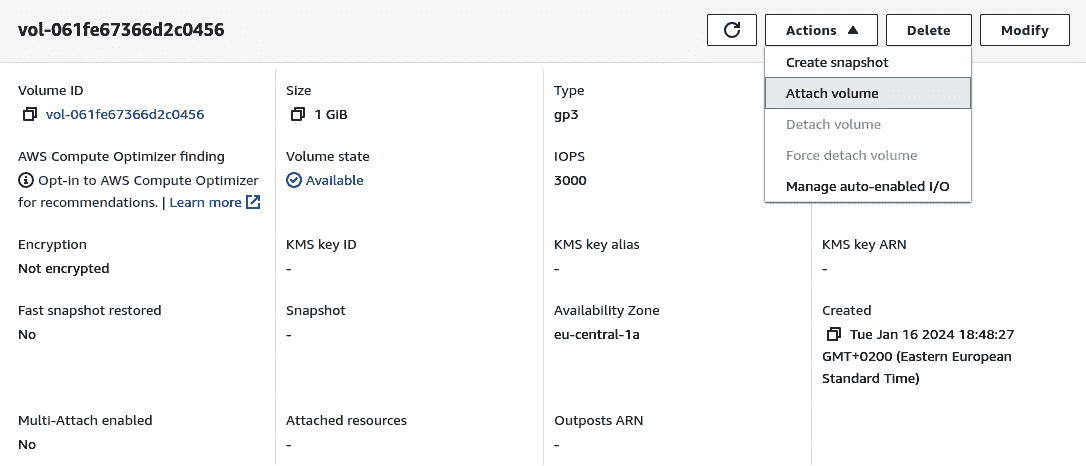 vol-061fe67366d2c0456
Actions ▲
Delete
Modify
Create snapshot
Attach volume
Detach volume
Force detach volume
Manage auto-enabled I/O
Volume ID
vol-061fe67366d2c0456
Size
1 GiB
Type
gp3
AWS Compute Optimizer finding
Opt-in to AWS Compute Optimizer
for recommendations. | Learn more
Volume state
Available
IOPS
3000
Encryption
Not encrypted
KMS key ID
-
KMS key alias
-
KMS key ARN
-
Fast snapshot restored
No
Snapshot
-
Availability Zone
eu-central-1a
Created
Tue Jan 16 2024 18:48:27
GMT+0200 (Eastern European
Standard Time)
Multi-Attach enabled
No
Attached resources
-
Outposts ARN
-